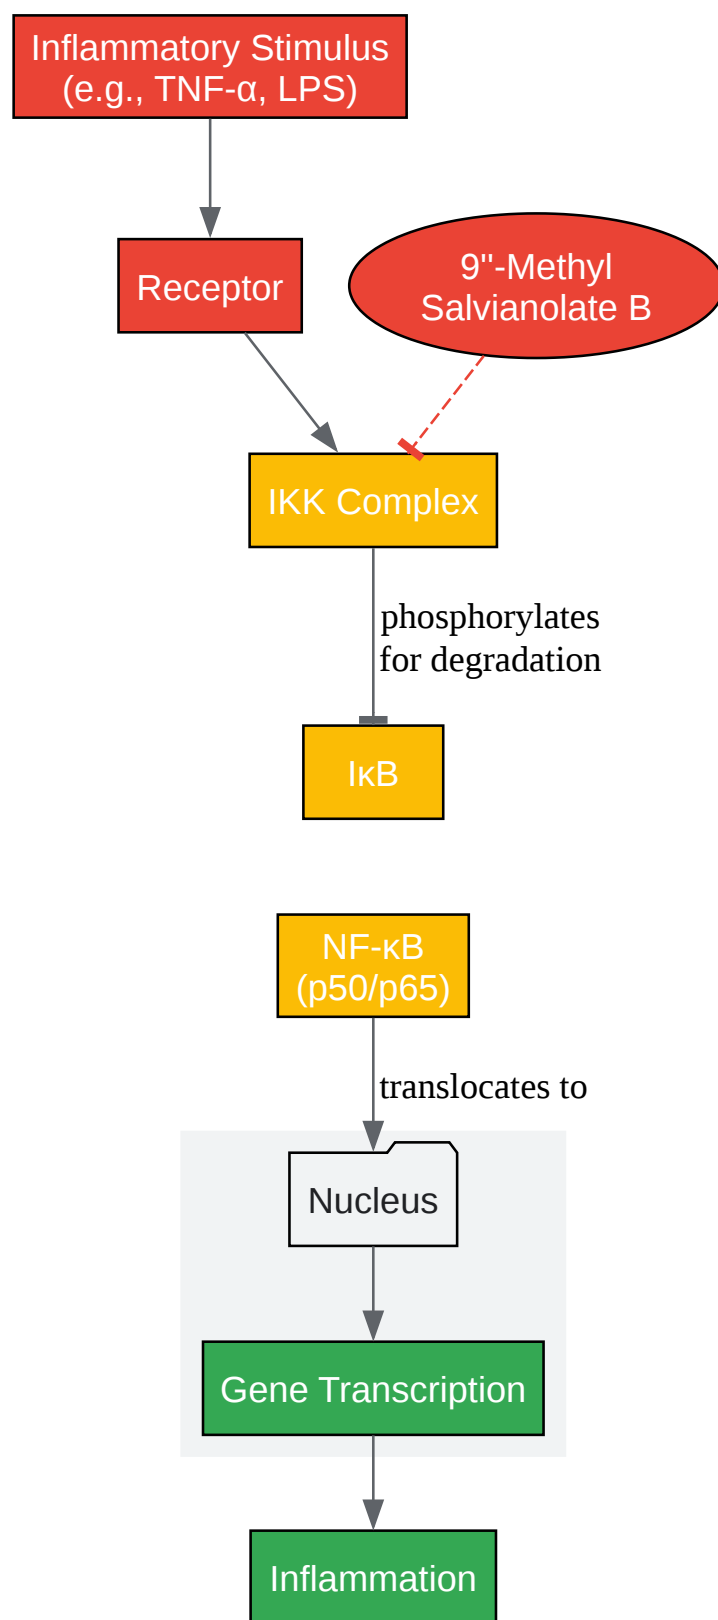 Inflammatory Stimulus
(e.g., TNF-α, LPS)
Receptor
9''-Methyl
Salvianolate B
IKK Complex
phosphorylates
for degradation
IκB
NF-κB
(p50/p65)
translocates to
Nucleus
Gene Transcription
Inflammation